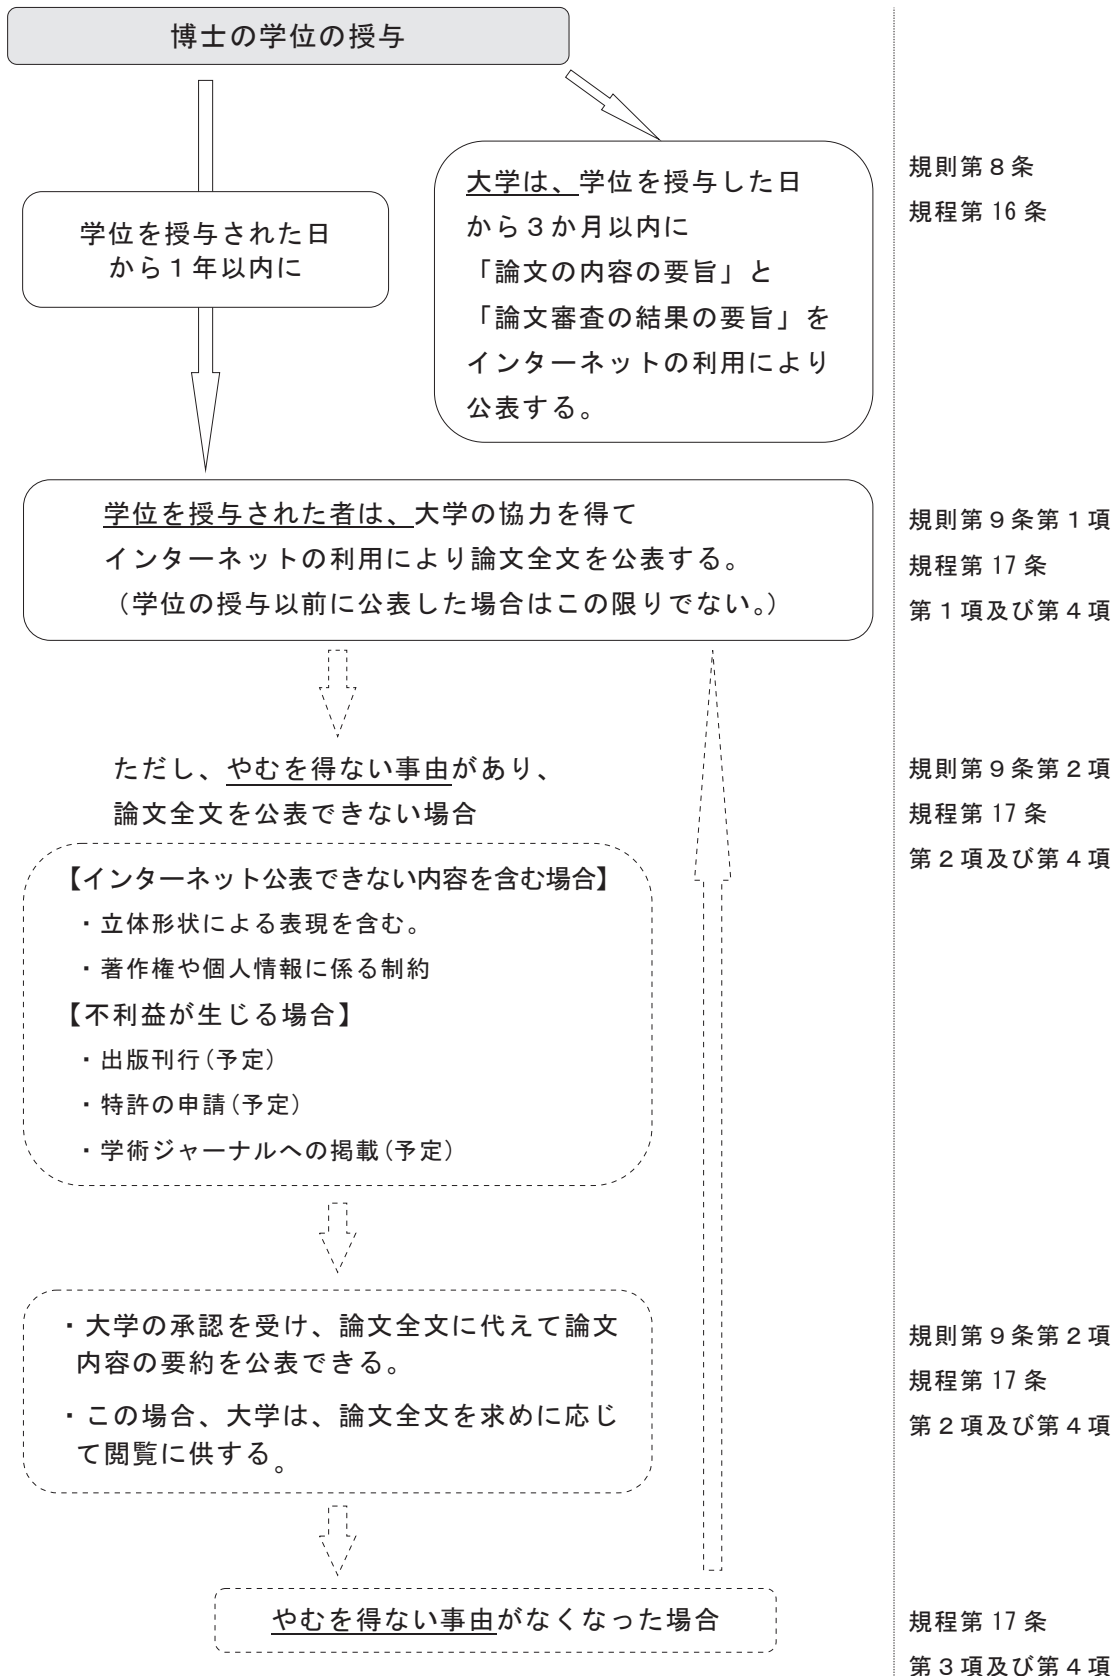 博士の学位の授与
大学は、学位を授与した日
から３か月以内に
「論文の内容の要旨」と
「論文審査の結果の要旨」を
インターネットの利用により
公表する。
規則第８条
規程第 16 条
学位を授与された日
から１年以内に
学位を授与された者は、大学の協力を得て
インターネットの利用により論文全文を公表する。
（学位の授与以前に公表した場合はこの限りでない。）
規則第９条第１項
規程第 17 条
第１項及び第４項
ただし、やむを得ない事由があり、
論文全文を公表できない場合
規則第９条第２項
規程第 17 条
第２項及び第４項
【インターネット公表できない内容を含む場合】
・立体形状による表現を含む。
・著作権や個人情報に係る制約
【不利益が生じる場合】
・出版刊行(予定)
・特許の申請(予定)
・学術ジャーナルへの掲載(予定)
・大学の承認を受け、論文全文に代えて論文
内容の要約を公表できる。
・この場合、大学は、論文全文を求めに応じ
て閲覧に供する。
規則第９条第２項
規程第 17 条
第２項及び第４項
やむを得ない事由がなくなった場合
規程第 17 条
第３項及び第４項